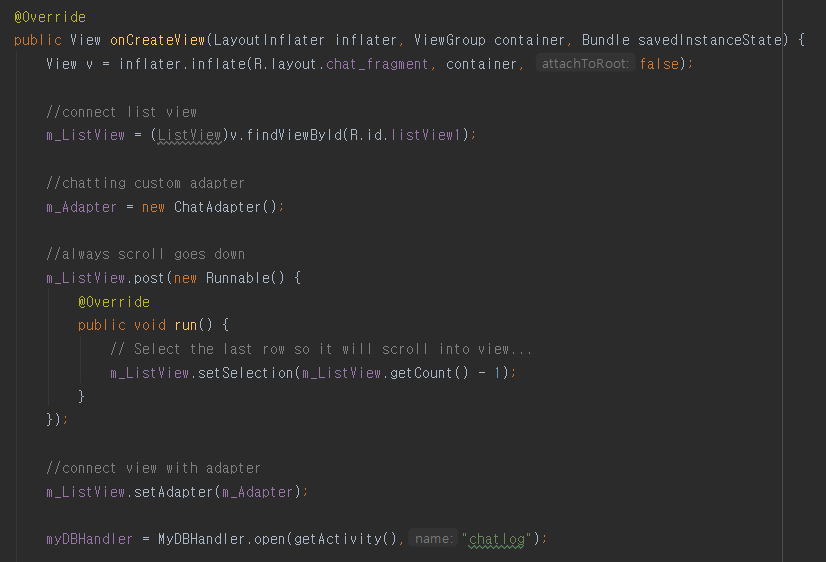 @Override
public View onCreateView(LayoutInflater inflater, ViewGroup container, Bundle savedInstanceState) {
    View v = inflater.inflate(R.layout.chat_fragment, container, attachToRoot: false);

    //connect list view
    m_ListView = (ListView)v.findViewById(R.id.listView1);

    //chatting custom adapter
    m_Adapter = new ChatAdapter();

    //always scroll goes down
    m_ListView.post(new Runnable() {
        @Override
        public void run() {
            // Select the last row so it will scroll into view...
            m_ListView.setSelection(m_ListView.getCount() - 1);
        }
    });

    //connect view with adapter
    m_ListView.setAdapter(m_Adapter);

    myDBHandler = MyDBHandler.open(getActivity(), name: "chatlog");